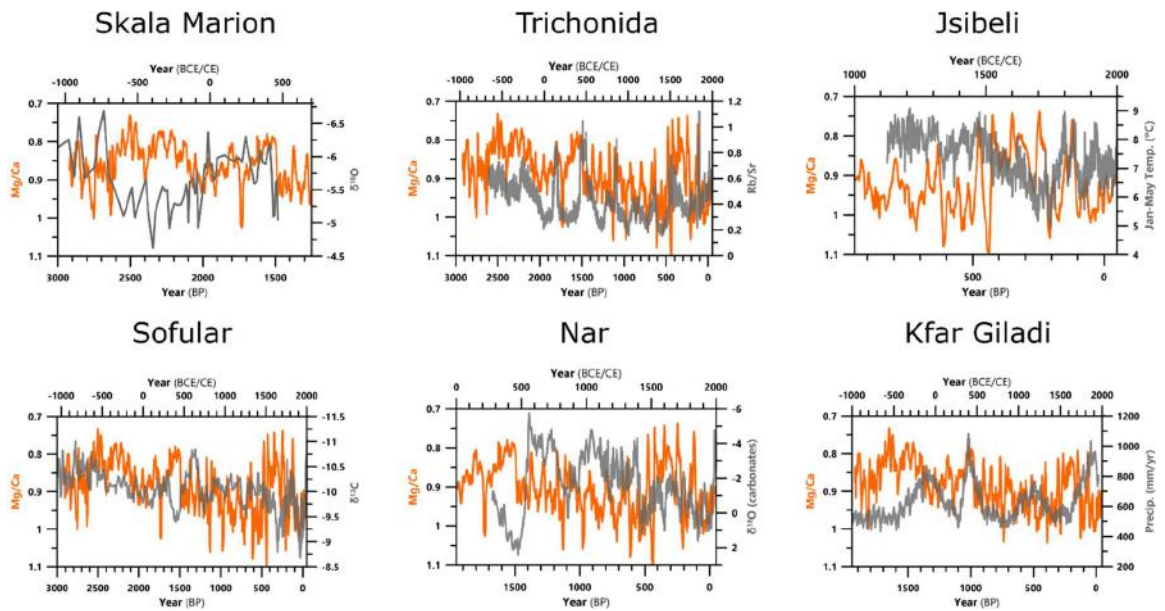 Skala Marion
Year (BCE/CE)
-1000 -500 0 500
0.7 0.8 0.9 1 1.1
Mg/Ca
-6.5 -6 -5.5 -5 -4.5
δ¹⁸O
3000 2500 2000 1500
Year (BP)
Trichonida
Year (BCE/CE)
-1000 -500 0 500 1000 1500 2000
0.7 0.8 0.9 1 1.1
Mg/Ca
1.2 1 0.8 0.6 0.4 0.2 0
Rb/Sr
3000 2500 2000 1500 1000 500 0
Year (BP)
Jsibeli
Year (BCE/CE)
1000 1500 2000
0.7 0.8 0.9 1 1.1
Mg/Ca
9 8 7 6 5 4
Jan-May Temp. (°C)
500 0
Year (BP)
Sofular
Year (BCE/CE)
-1000 -500 0 500 1000 1500 2000
0.7 0.8 0.9 1 1.1
Mg/Ca
-11.5 -11 -10.5 -10 -9.5 -9 -8.5
δ¹³C
3000 2500 2000 1500 1000 500 0
Year (BP)
Nar
Year (BCE/CE)
0 500 1000 1500 2000
0.7 0.8 0.9 1 1.1
Mg/Ca
-6 -4 -2 0 2
δ¹⁸O (carbonates)
1500 1000 500 0
Year (BP)
Kfar Giladi
Year (BCE/CE)
-1000 -500 0 500 1000 1500 2000
0.7 0.8 0.9 1 1.1
Mg/Ca
1200 1000 800 600 400 200
Precip. (mm/yr)
1500 1000 500 0
Year (BP)